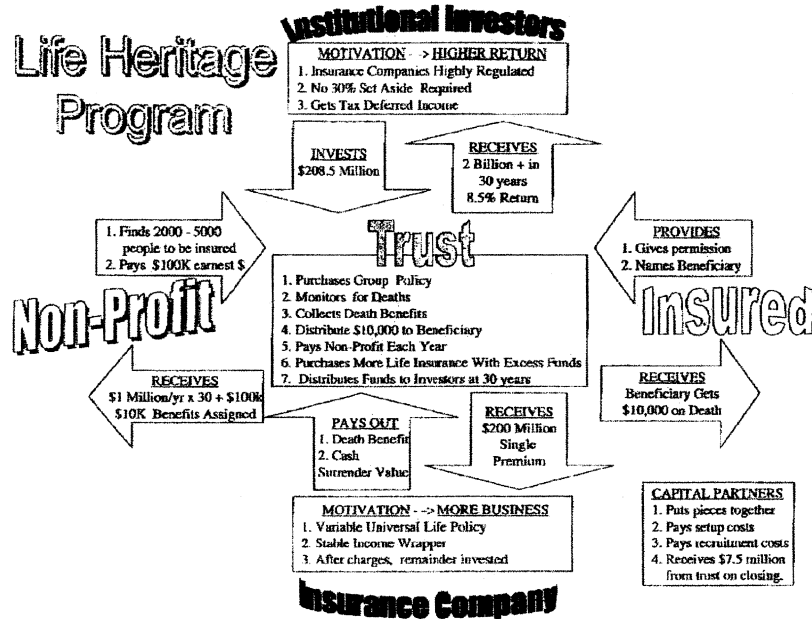 Institutional Investors
Life Heritage
Program
MOTIVATION - -> HIGHER RETURN
1. Insurance Companies Highly Regulated
2. No 30% Set Aside Required
3. Gets Tax Deferred Income
INVESTS
$208.5 Million
RECEIVES
2 Billion + in
30 years
8.5% Return
1. Finds 2000 - 5000
people to be insured
2. Pays $100K earnest $
Trust
PROVIDES
1. Gives permission
2. Names Beneficiary
Non-Profit
1. Purchases Group Policy
2. Monitors for Deaths
3. Collects Death Benefits
4. Distribute $10,000 to Beneficiary
5. Pays Non-Profit Each Year
6. Purchases More Life Insurance With Excess Funds
7. Distributes Funds to Investors at 30 years
Insured
RECEIVES
$1 Million/yr x 30 + $100k
$10K Benefits Assigned
RECEIVES
Beneficiary Gets
$10,000 on Death
PAYS OUT
1. Death Benefit
2. Cash
Surrender Value
RECEIVES
$200 Million
Single
Premium
MOTIVATION - -> MORE BUSINESS
1. Variable Universal Life Policy
2. Stable Income Wrapper
3. After charges, remainder invested
Insurance Company
CAPITAL PARTNERS
1. Puts pieces together
2. Pays setup costs
3. Pays recruitment costs
4. Receives $7.5 million
from trust on closing.